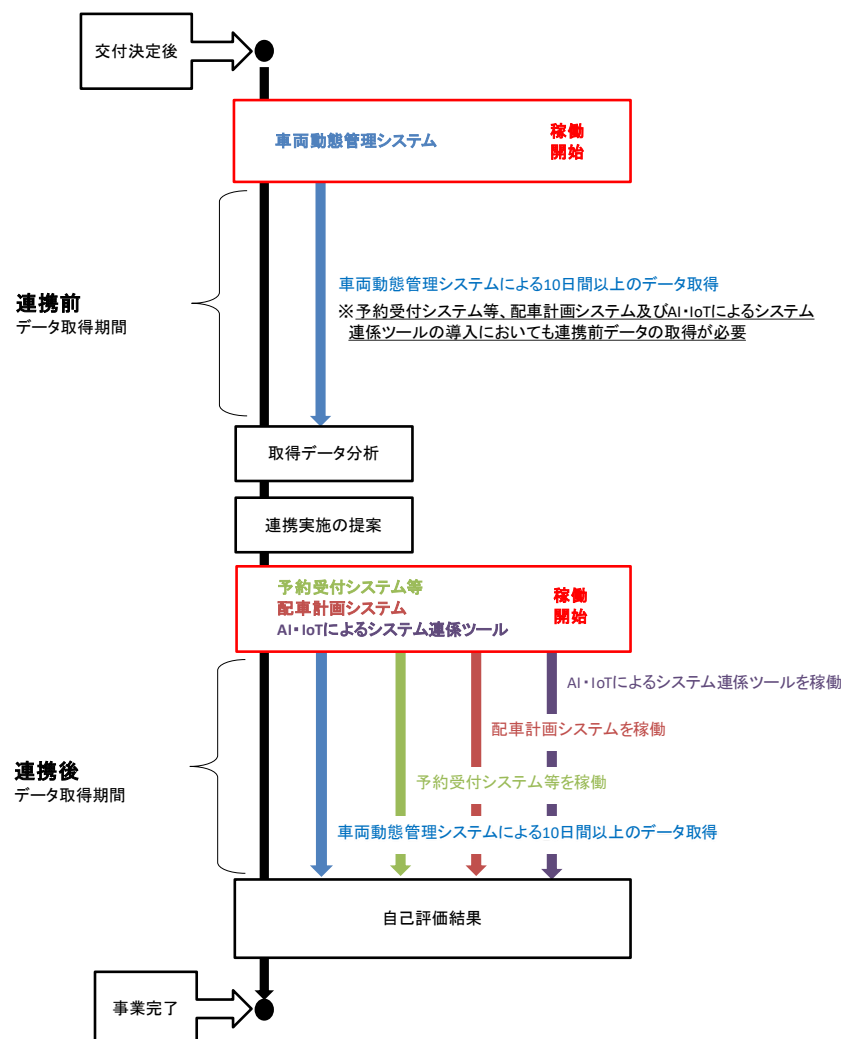 交付決定後
車両動態管理システム
稼働
開始
車両動態管理システムによる10日間以上のデータ取得
※予約受付システム等、配車計画システム及びAI・IoTによるシステム
連係ツールの導入においても連携前データの取得が必要
連携前
データ取得期間
取得データ分析
連携実施の提案
予約受付システム等
配車計画システム
AI・IoTによるシステム連係ツール
稼働
開始
AI・IoTによるシステム連係ツールを稼働
配車計画システムを稼働
連携後
データ取得期間
予約受付システム等を稼働
車両動態管理システムによる10日間以上のデータ取得
自己評価結果
事業完了